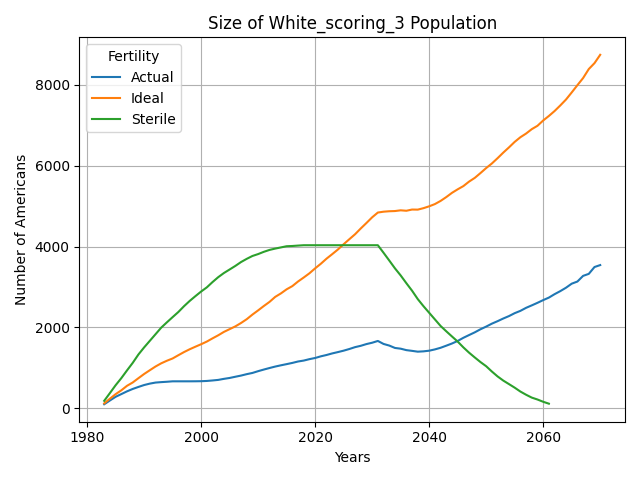 Size of White_scoring_3 Population
Fertility
Actual
Ideal
Sterile
Number of Americans
8000
6000
4000
2000
0
1980
2000
2020
2040
2060
Years